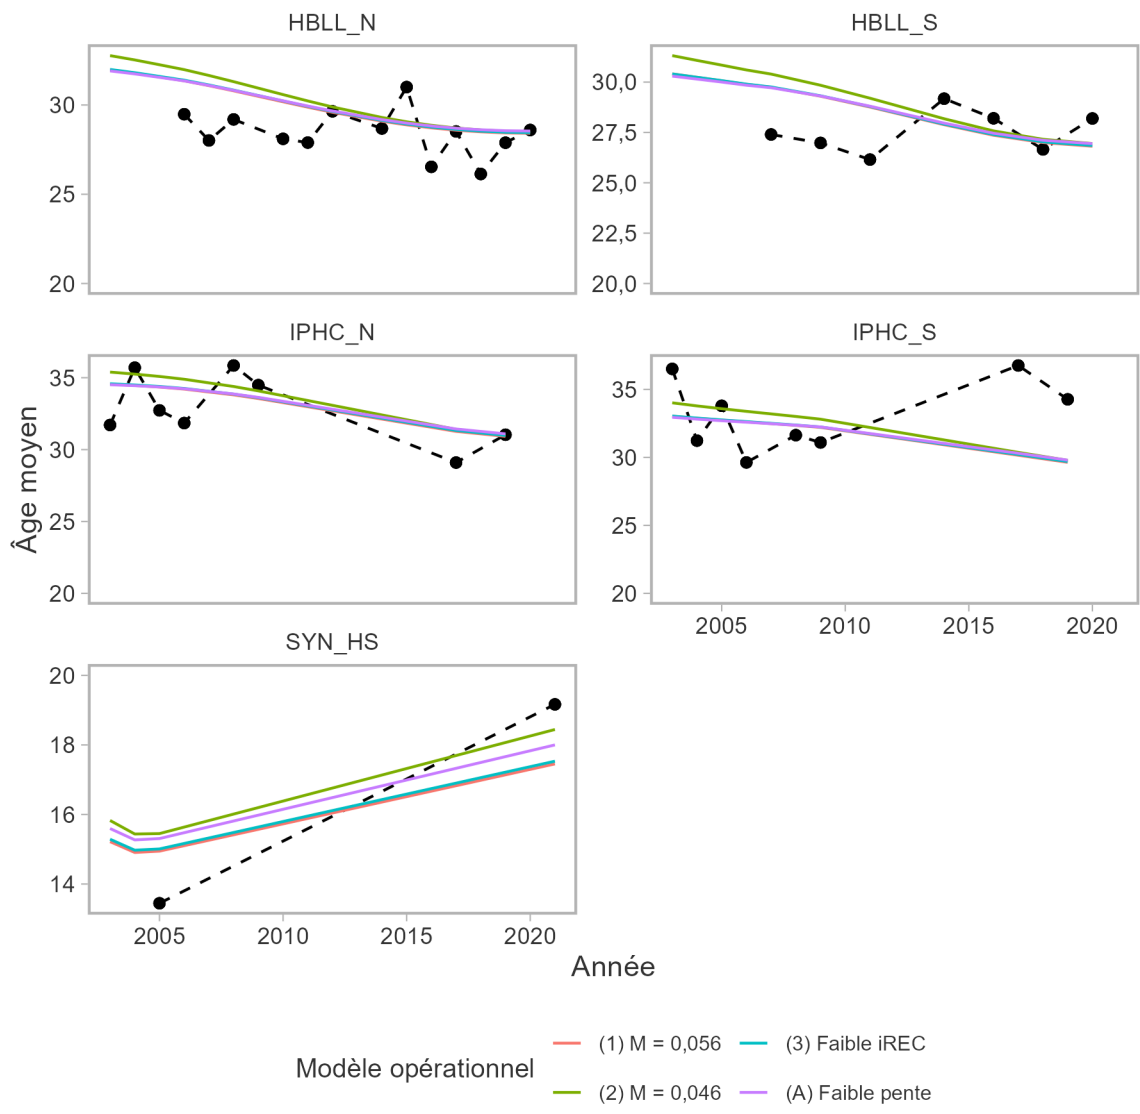 HBLL_N
HBLL_S
30
25
20
30,0
27,5
25,0
22,5
20,0
IPHC_N
IPHC_S
35
30
25
20
35
30
25
20
2005 2010 2015 2020
SYN_HS
20
18
16
14
2005 2010 2015 2020
Âge moyen
Année
Modèle opérationnel
(1) M = 0,056
(3) Faible iREC
(2) M = 0,046
(A) Faible pente